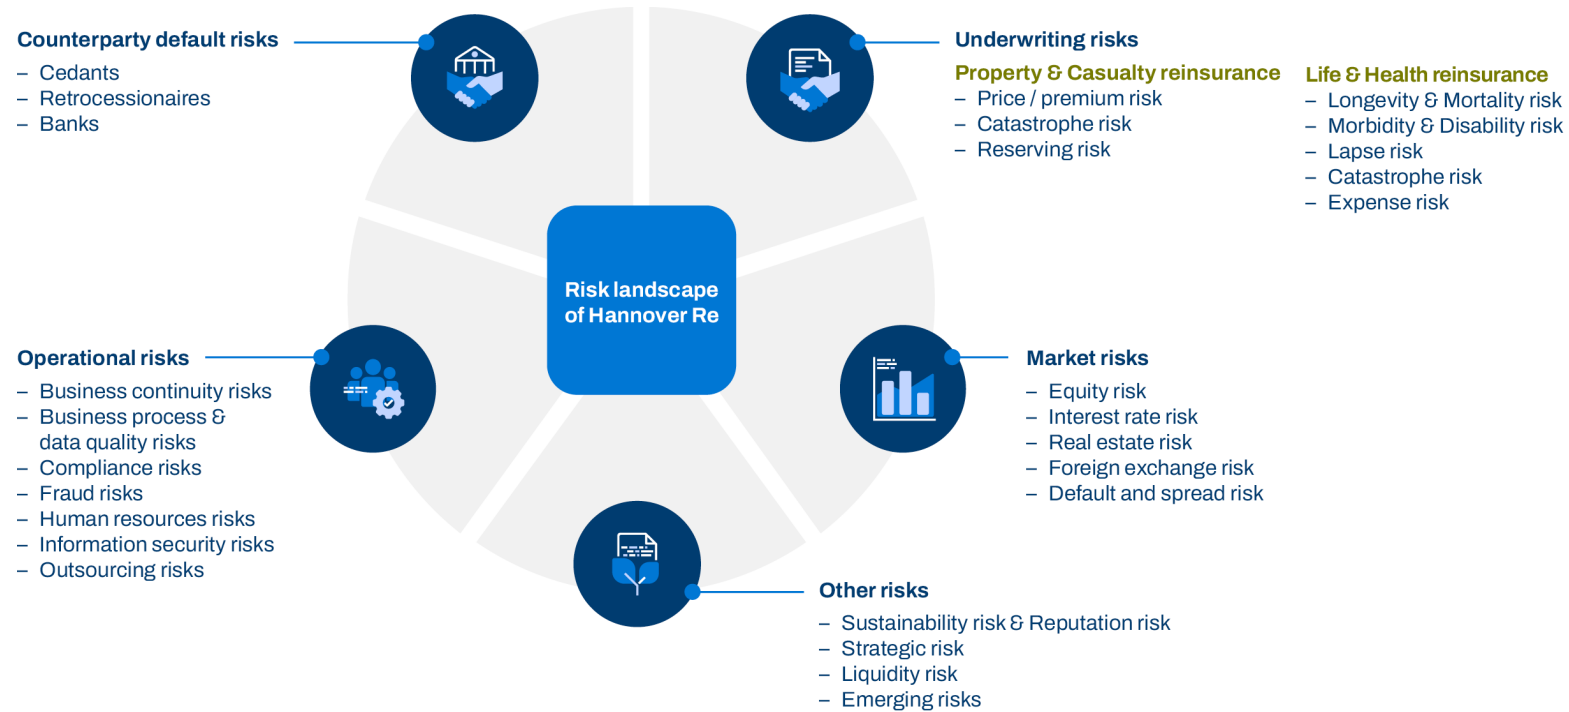 Counterparty default risks
– Cedants
– Retrocessionaires
– Banks
Underwriting risks
Property & Casualty reinsurance
– Price / premium risk
– Catastrophe risk
– Reserving risk
Life & Health reinsurance
– Longevity & Mortality risk
– Morbidity & Disability risk
– Lapse risk
– Catastrophe risk
– Expense risk
Risk landscape
of Hannover Re
Operational risks
– Business continuity risks
– Business process &
data quality risks
– Compliance risks
– Fraud risks
– Human resources risks
– Information security risks
– Outsourcing risks
Market risks
– Equity risk
– Interest rate risk
– Real estate risk
– Foreign exchange risk
– Default and spread risk
Other risks
– Sustainability risk & Reputation risk
– Strategic risk
– Liquidity risk
– Emerging risks